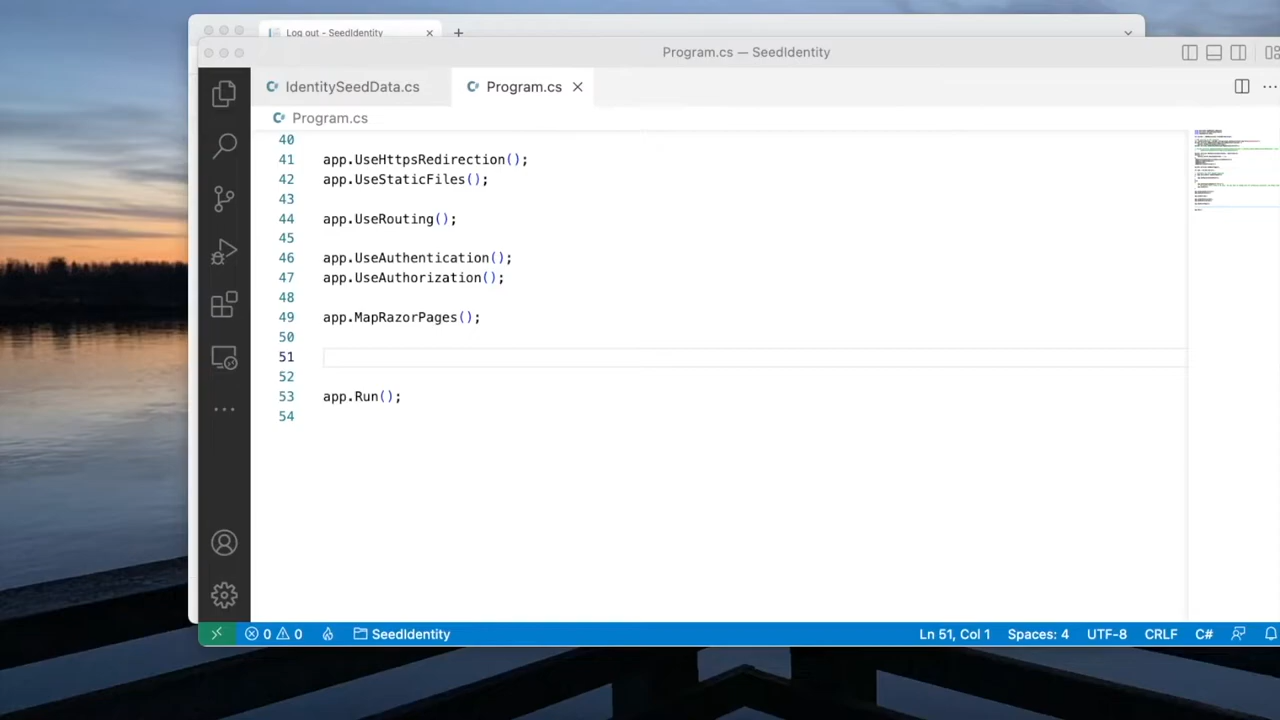 Log out - SeedIdentity
Program.cs — SeedIdentity
IdentitySeedData.cs
Program.cs
Program.cs
40
41 app.UseHttpsRedirection();
42 app.UseStaticFiles();
43
44 app.UseRouting();
45
46 app.UseAuthentication();
47 app.UseAuthorization();
48
49 app.MapRazorPages();
50
51
52
53 app.Run();
54
0 0 SeedIdentity Ln 51, Col 1 Spaces: 4 UTF-8 CRLF C#